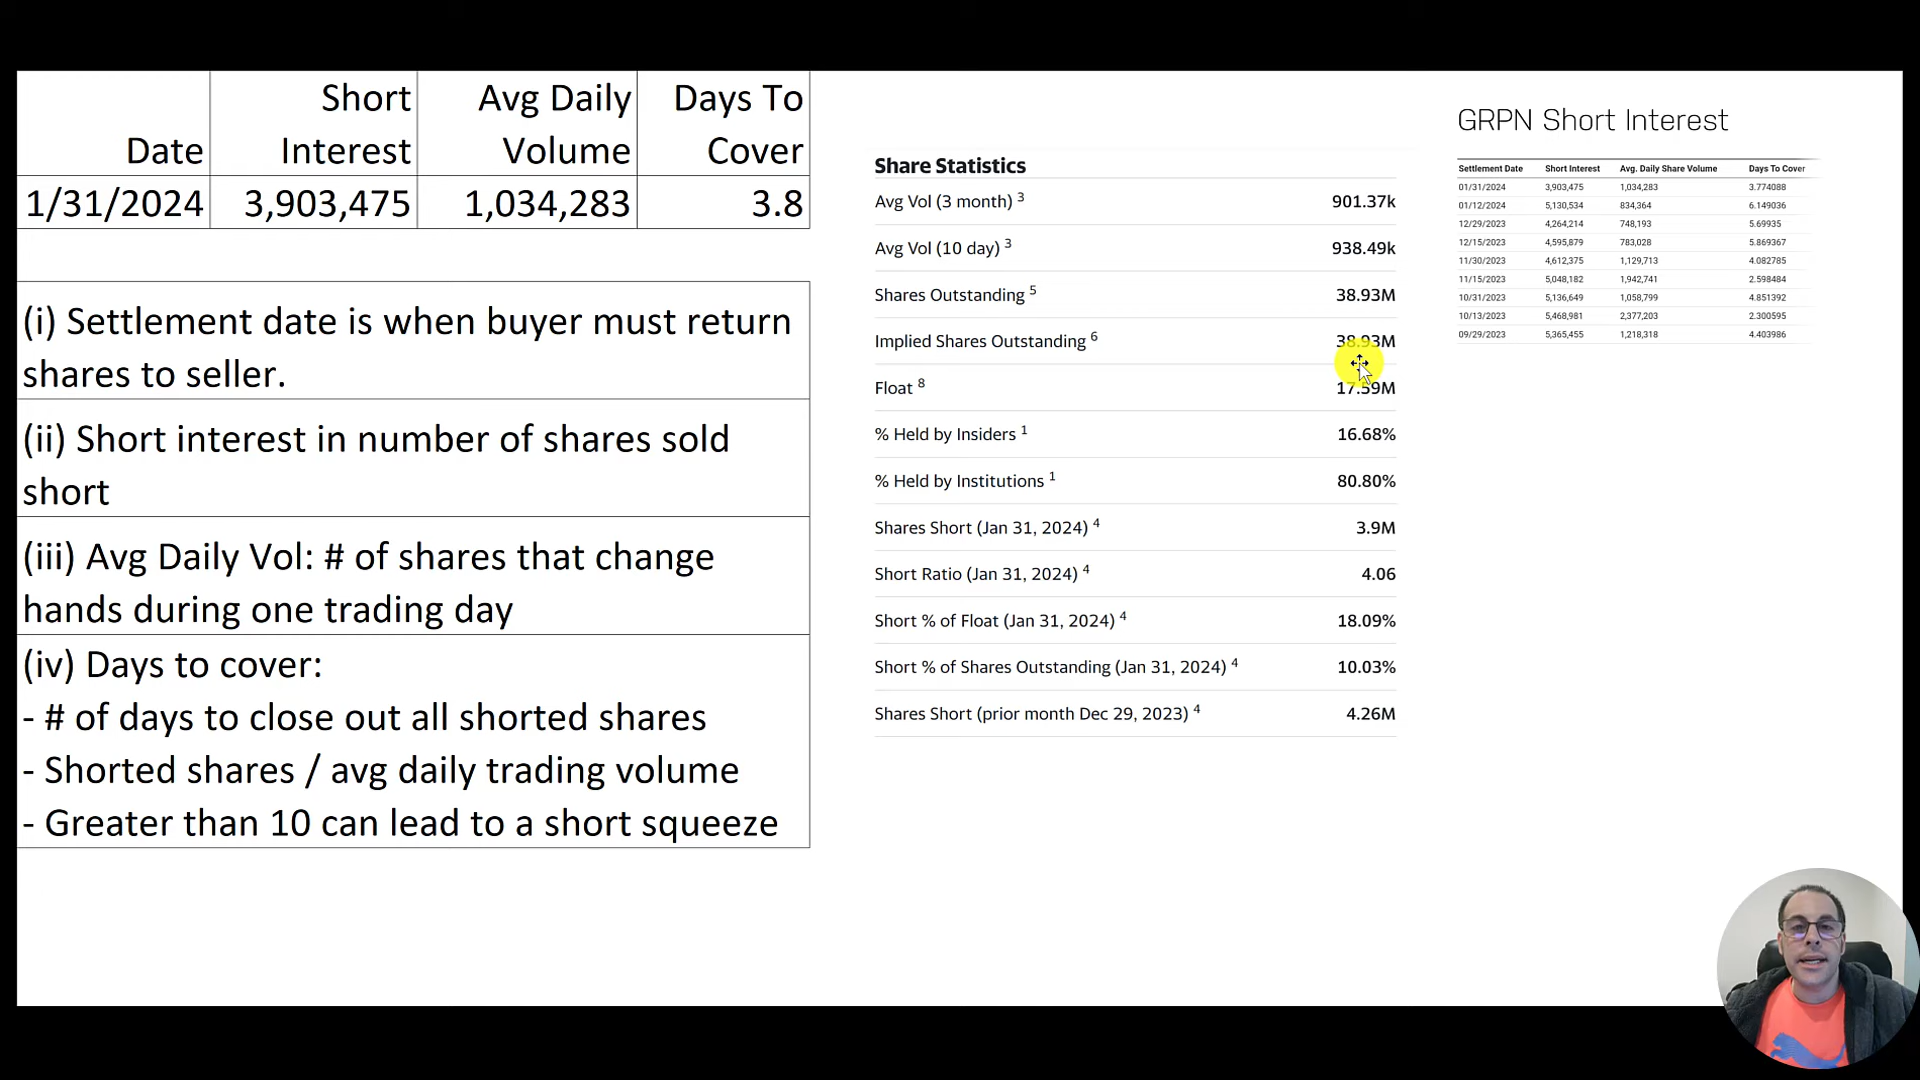 Date Short Interest Avg Daily Volume Days To Cover
1/31/2024 3,903,475 1,034,283 3.8
(i) Settlement date is when buyer must return
shares to seller.
(ii) Short interest in number of shares sold
short
(iii) Avg Daily Vol: # of shares that change
hands during one trading day
(iv) Days to cover:
- # of days to close out all shorted shares
- Shorted shares / avg daily trading volume
- Greater than 10 can lead to a short squeeze
Share Statistics
Avg Vol (3 month) 3 901.37k
Avg Vol (10 day) 3 938.49k
Shares Outstanding 5 38.93M
Implied Shares Outstanding 6 38.93M
Float 8 17.59M
% Held by Insiders 1 16.68%
% Held by Institutions 1 80.80%
Shares Short (Jan 31, 2024) 4 3.9M
Short Ratio (Jan 31, 2024) 4 4.06
Short % of Float (Jan 31, 2024) 4 18.09%
Short % of Shares Outstanding (Jan 31, 2024) 4 10.03%
Shares Short (prior month Dec 29, 2023) 4 4.26M
GRPN Short Interest
Settlement Date Short Interest Avg. Daily Share Volume Days To Cover
01/31/2024 3,903,475 1,034,283 3.774088
01/12/2024 5,130,534 834,364 6.149036
12/29/2023 4,264,214 748,193 5.69935
12/15/2023 4,595,879 783,028 5.869367
11/30/2023 4,612,375 1,129,713 4.082785
11/15/2023 5,048,182 1,942,741 2.598484
10/31/2023 5,136,649 1,058,799 4.851392
10/13/2023 5,468,981 2,377,203 2.300595
09/29/2023 5,365,455 1,218,318 4.403986